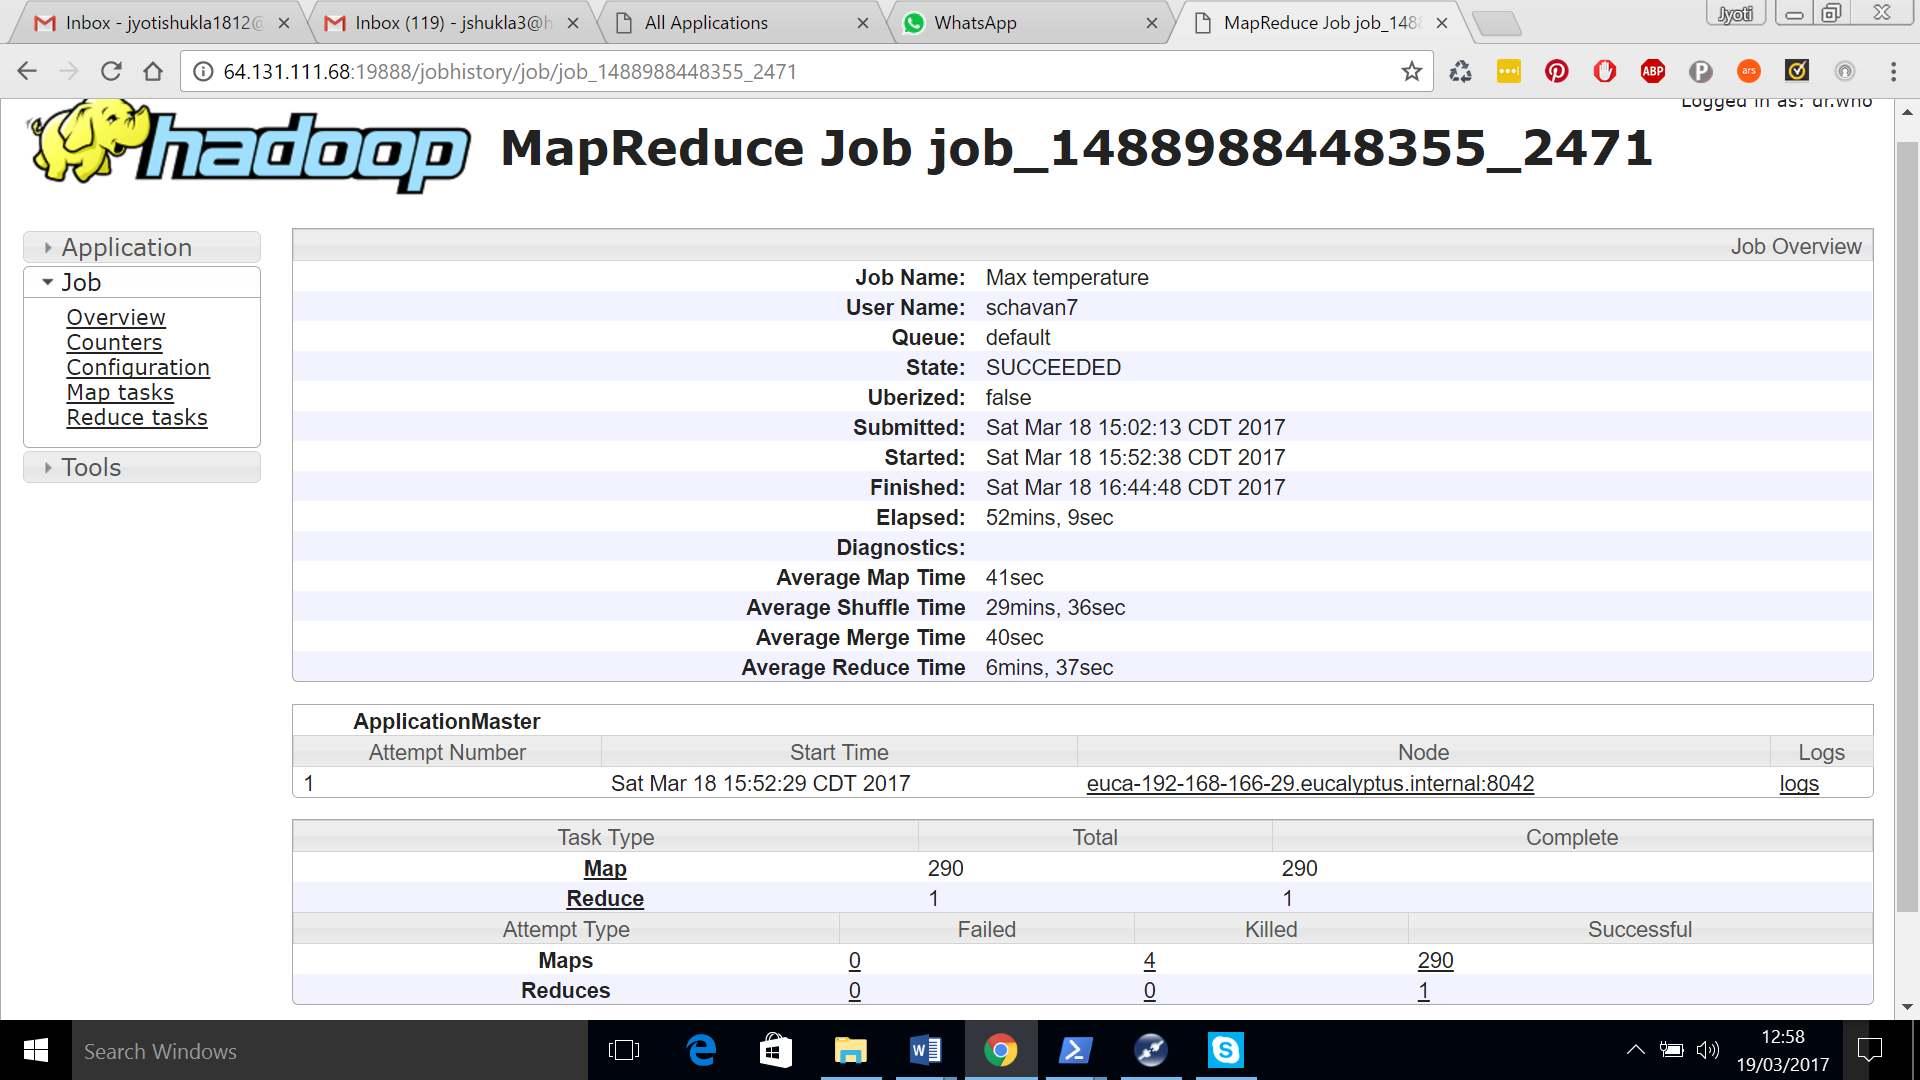 Inbox - jyotishukla1812@
Inbox (119) - jshukla3@h
All Applications
WhatsApp
MapReduce Job job_148
Jyoti
64.131.111.68:19888/jobhistory/job/job_1488988448355_2471
ABP
P
ars
Logged in as: dr.who
hadoop
MapReduce Job job_1488988448355_2471
Application
Job
Overview
Counters
Configuration
Map tasks
Reduce tasks
Tools
Job Overview
Job Name: Max temperature
User Name: schavan7
Queue: default
State: SUCCEEDED
Uberized: false
Submitted: Sat Mar 18 15:02:13 CDT 2017
Started: Sat Mar 18 15:52:38 CDT 2017
Finished: Sat Mar 18 16:44:48 CDT 2017
Elapsed: 52mins, 9sec
Diagnostics:
Average Map Time 41sec
Average Shuffle Time 29mins, 36sec
Average Merge Time 40sec
Average Reduce Time 6mins, 37sec
ApplicationMaster
Attempt Number Start Time Node Logs
1 Sat Mar 18 15:52:29 CDT 2017 euca-192-168-166-29.eucalyptus.internal:8042 logs
Task Type Total Complete
Map 290 290
Reduce 1 1
Attempt Type Failed Killed Successful
Maps 0 4 290
Reduces 0 0 1
Search Windows
12:58
19/03/2017